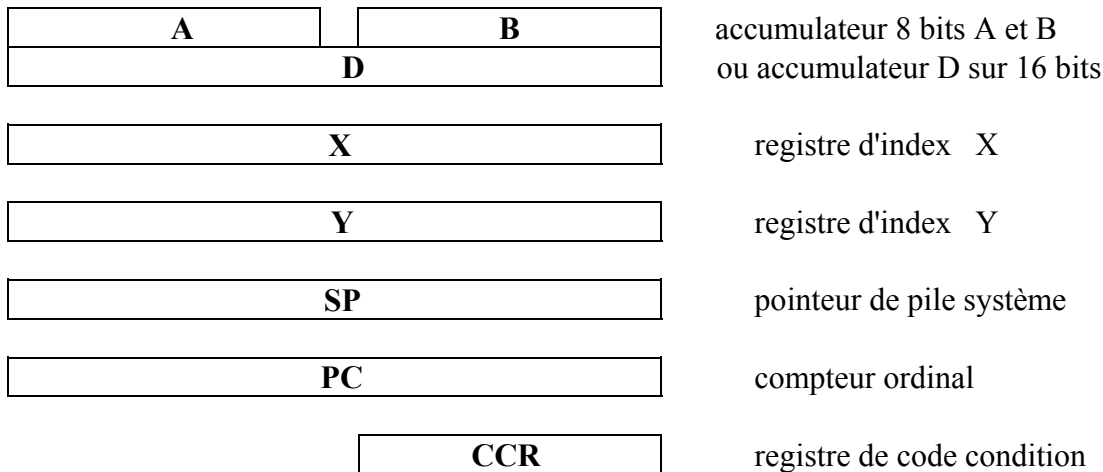 A B accumulateur 8 bits A et B
D ou accumulateur D sur 16 bits
X registre d'index X
Y registre d'index Y
SP pointeur de pile système
PC compteur ordinal
CCR registre de code condition